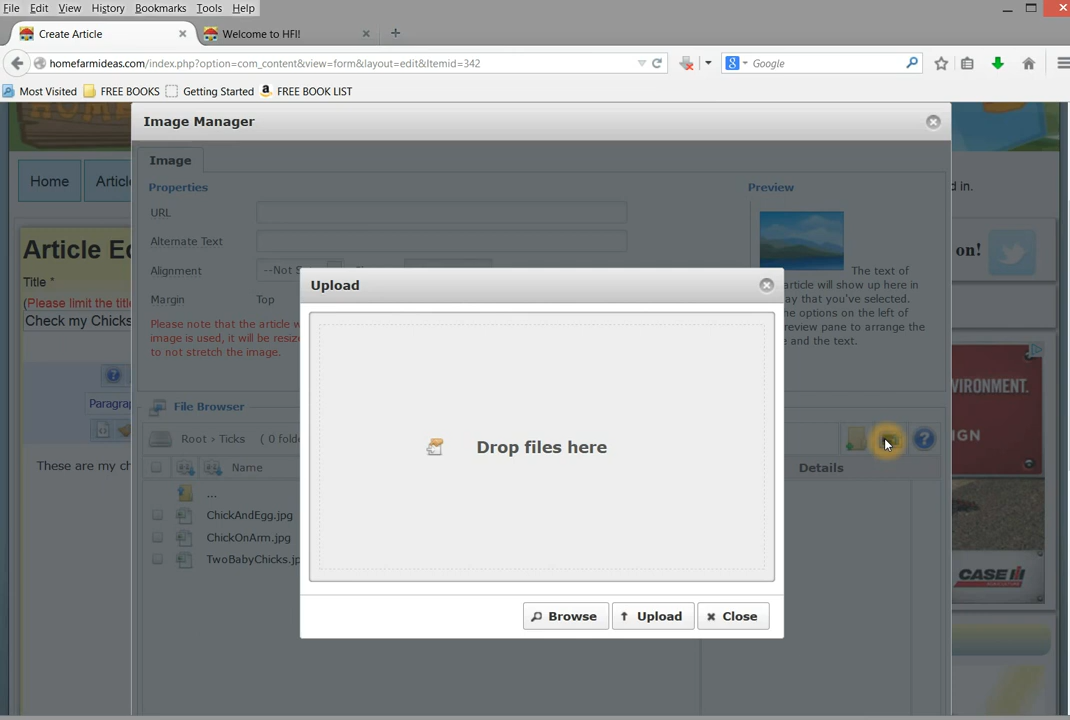 File Edit View History Bookmarks Tools Help
Create Article Welcome to HFI!
homefarmideas.com/index.php?option=com_content&view=form&layout=edit&Itemid=342 Google
Most Visited FREE BOOKS Getting Started FREE BOOK LIST
Image Manager
Image
Home
Properties Preview
URL
Alternate Text
Alignment --Not S
Margin Top
Article Ed
Title *
(Please limit the title
Check my Chicks
d in.
on!
The text of
article will show up here in
ay that you've selected.
he options on the left of
review pane to arrange the
e and the text.
Please note that the article w
image is used, it will be resize
to not stretch the image.
Paragrap
These are my ch
File Browser
Root › Ticks ( 0 folde
Name Details
...
ChickAndEgg.jpg
ChickOnArm.jpg
TwoBabyChicks.jp
Upload
Drop files here
Browse Upload Close
VIRONMENT.
IGN
CASE IH
AGRICULTURE